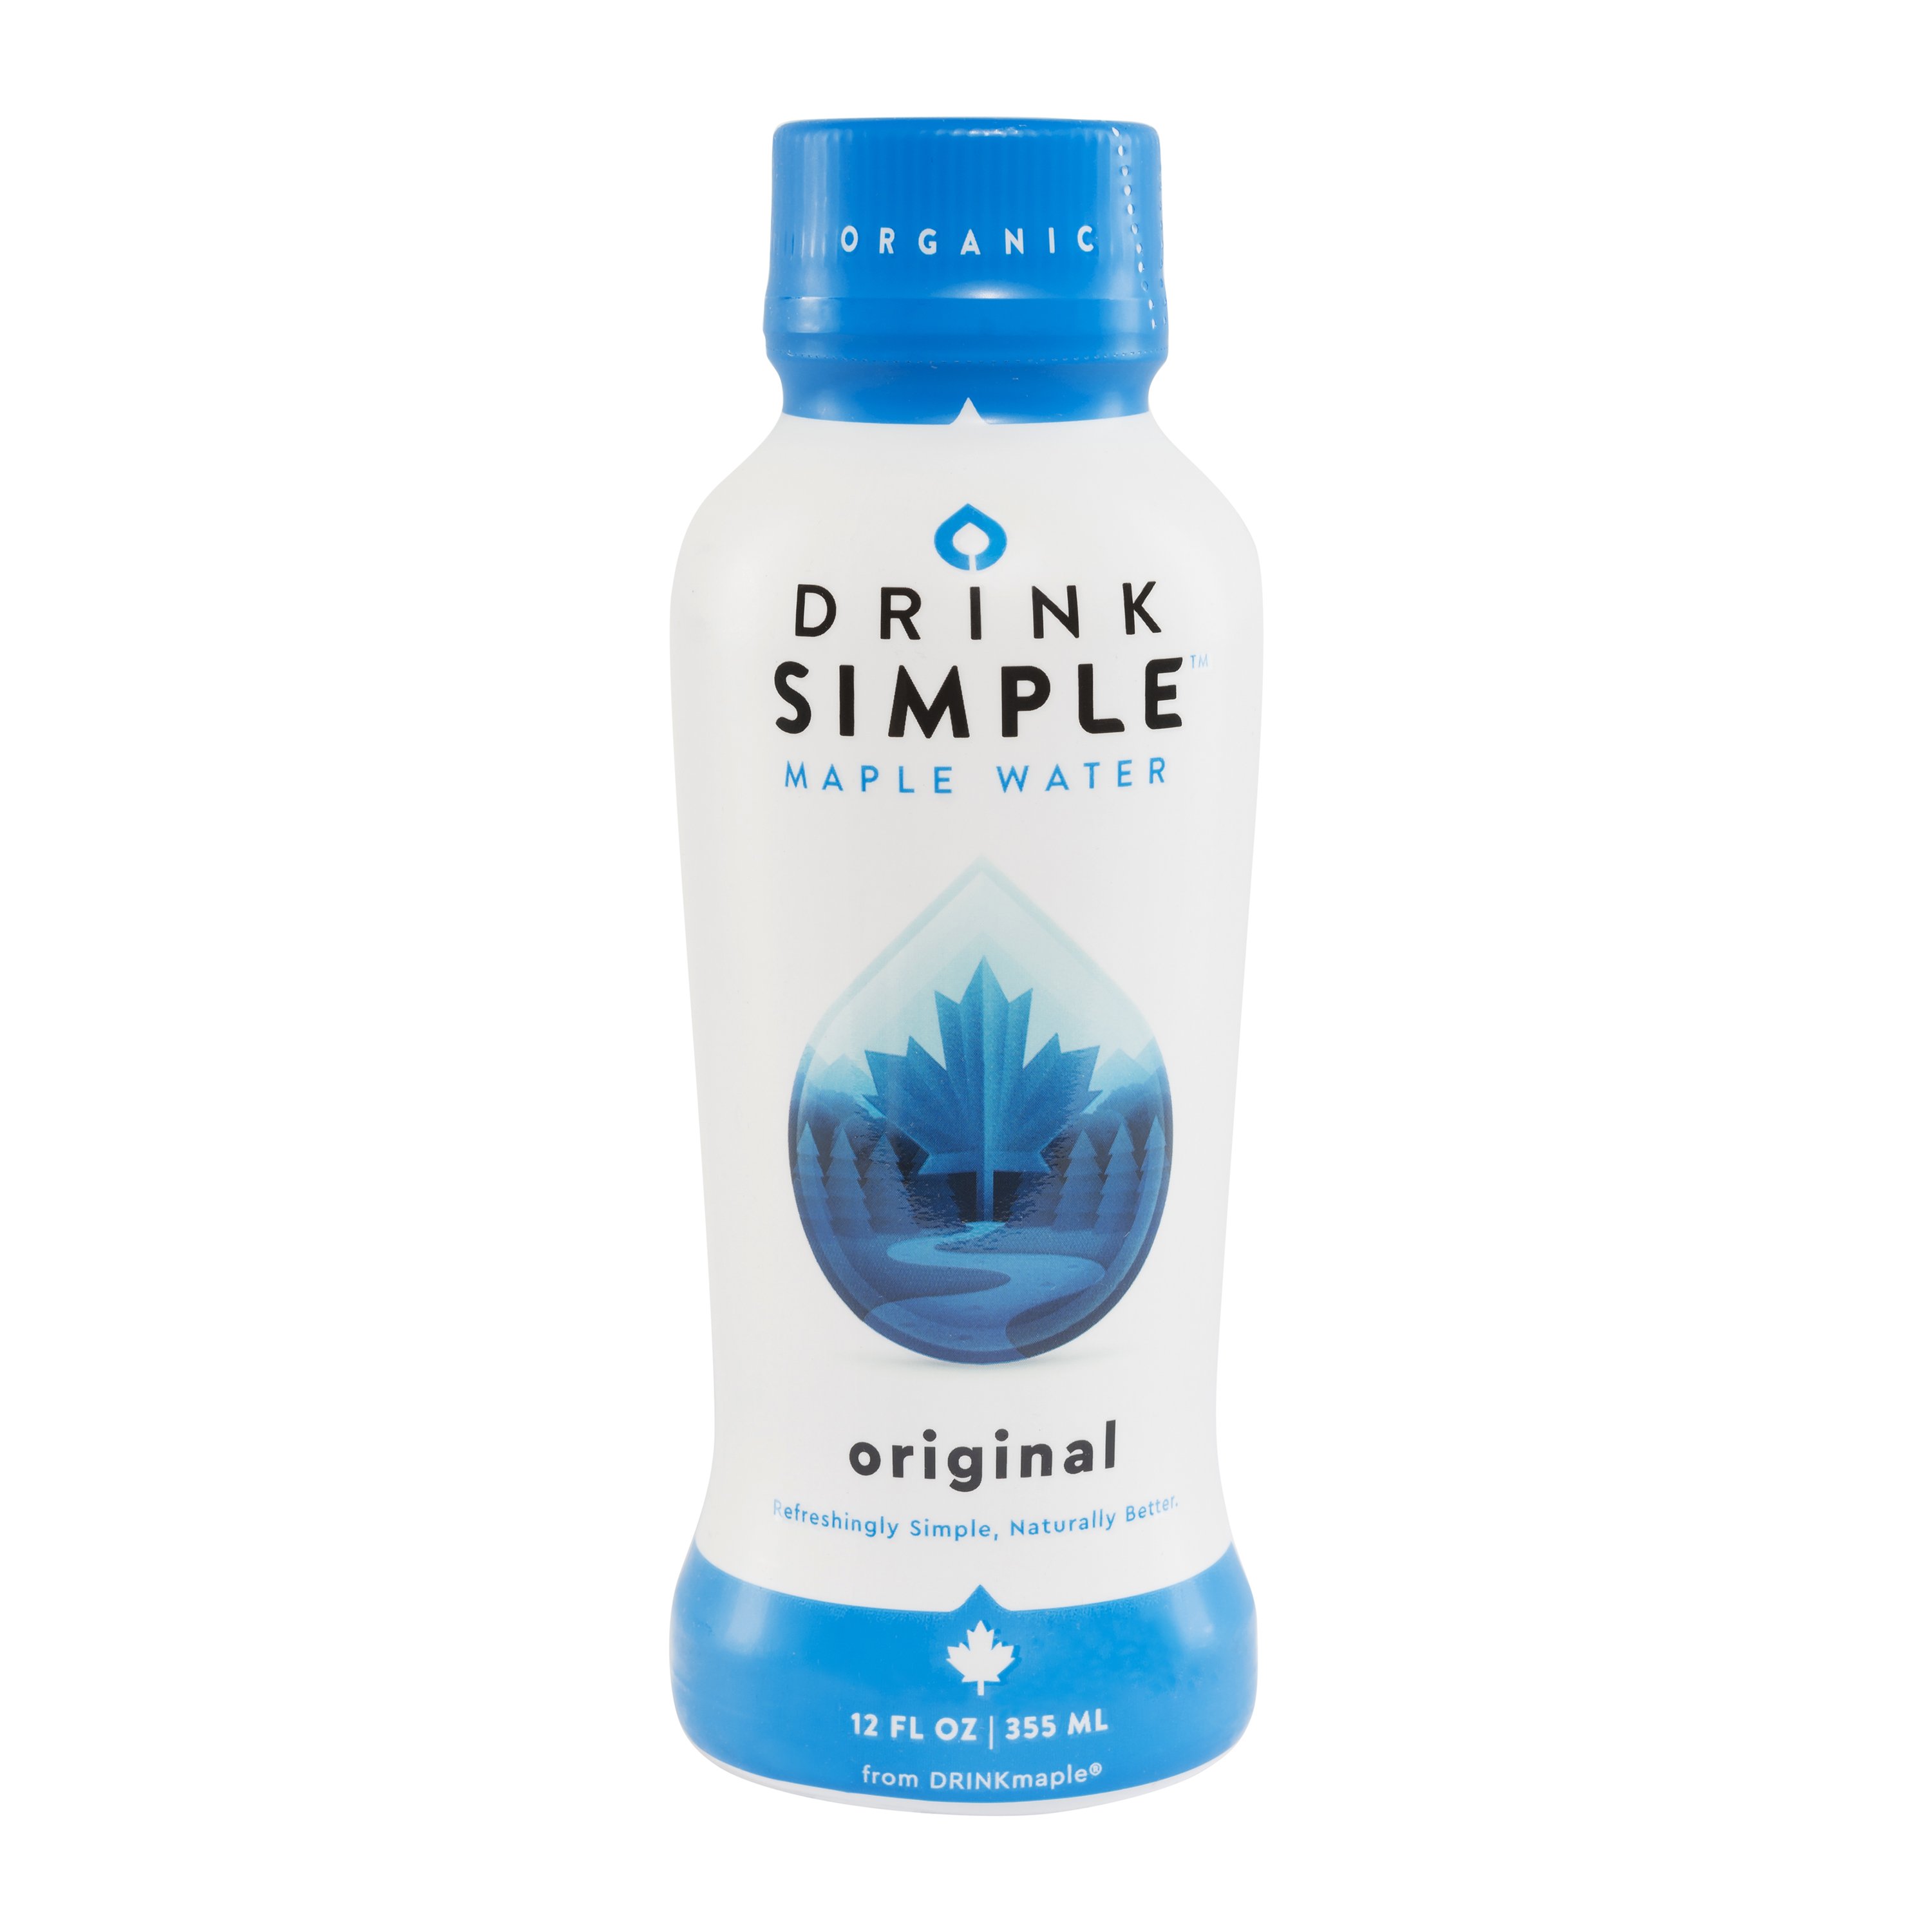 ORGANIC
DRINK
SIMPLE™
MAPLE WATER
original
Refreshingly Simple, Naturally Better.
12 FL OZ | 355 ML
from DRINKmaple®